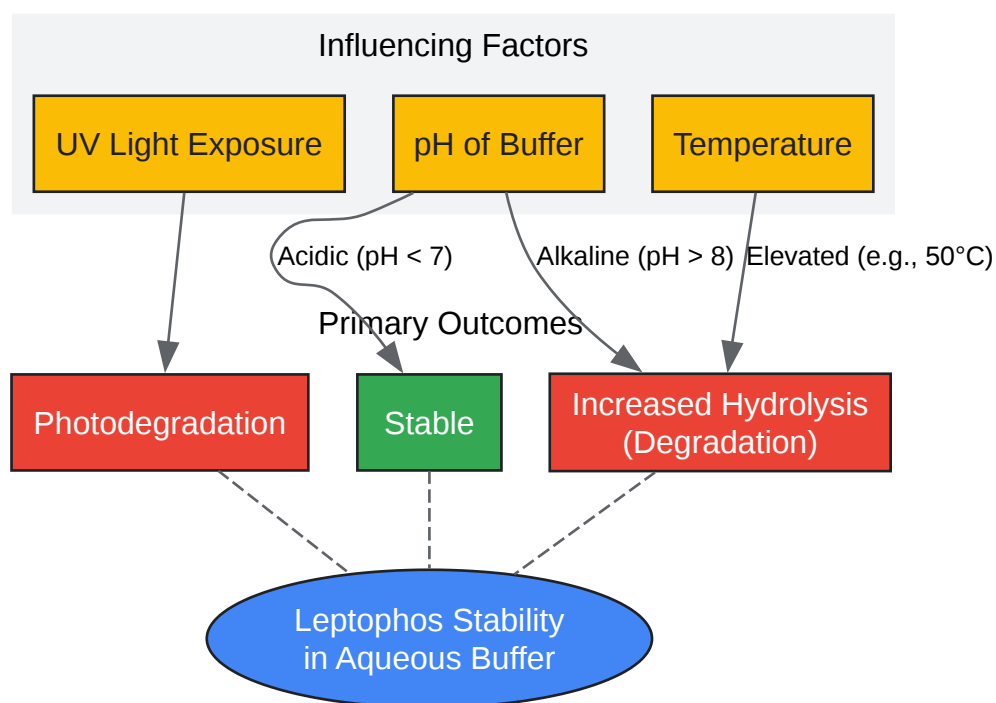 Influencing Factors
UV Light Exposure
pH of Buffer
Temperature
Acidic (pH < 7)
Alkaline (pH > 8)
Elevated (e.g., 50°C)
Primary Outcomes
Photodegradation
Stable
Increased Hydrolysis
(Degradation)
Leptophos Stability
in Aqueous Buffer